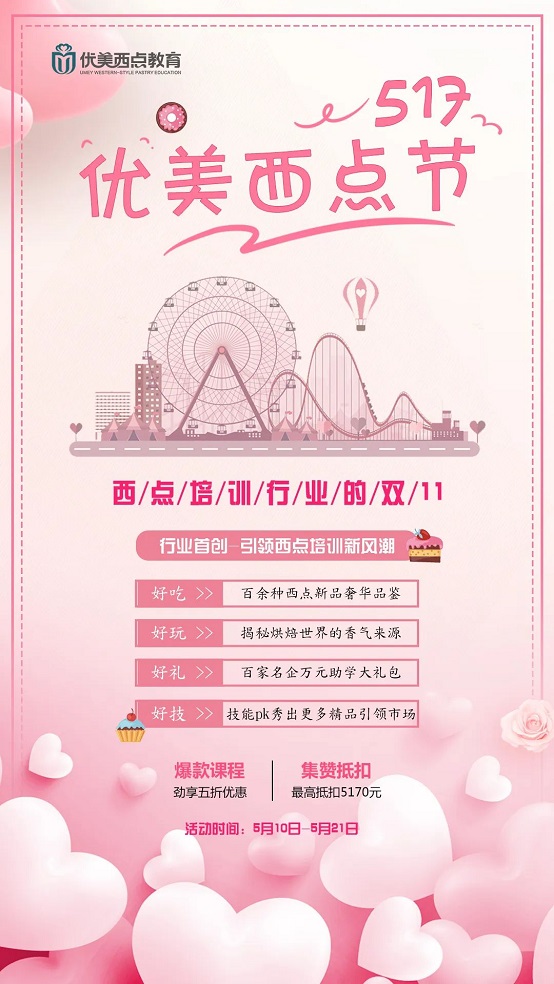 优美西点教育
UMEY WESTERN-STYLE PASTRY EDUCATION
517
优美西点节
西/点/培/训/行/业/的/双/11
行业首创-引领西点培训新风潮
好吃 >> 百余种西点新品奢华品鉴
好玩 >> 揭秘烘焙世界的香气来源
好礼 >> 百家名企万元助学大礼包
好技 >> 技能pk秀出更多精品引领市场
爆款课程 集赞抵扣
劲享五折优惠 最高抵扣5170元
活动时间：5月10日-5月21日